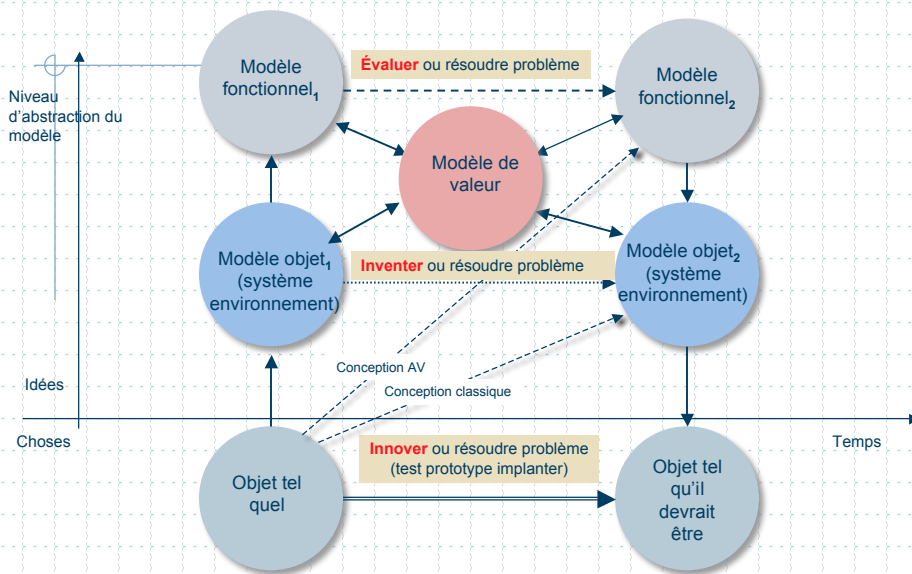 Modèle
fonctionnel1
Évaluer ou résoudre problème
Modèle
fonctionnel2
Niveau
d'abstraction du
modèle
Modèle de
valeur
Modèle objet1
(système
environnement)
Inventer ou résoudre problème
Modèle objet2
(système
environnement)
Conception AV
Conception classique
Idées
Choses
Temps
Innover ou résoudre problème
(test prototype implanter)
Objet tel
quel
Objet tel
qu'il
devrait
être